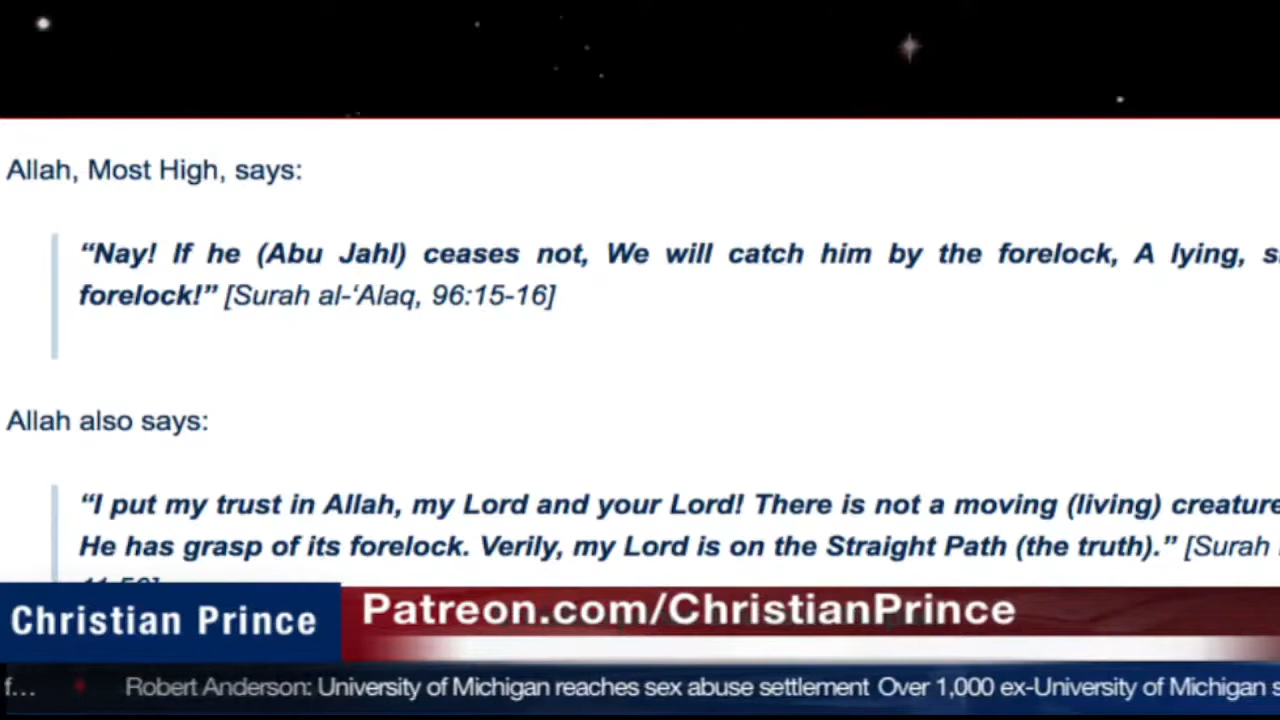 Allah, Most High, says:
“Nay! If he (Abu Jahl) ceases not, We will catch him by the forelock, A lying,
forelock!” [Surah al-‘Alaq, 96:15-16]
Allah also says:
“I put my trust in Allah, my Lord and your Lord! There is not a moving (living) creature
He has grasp of its forelock. Verily, my Lord is on the Straight Path (the truth).” [Surah
Christian Prince
Patreon.com/ChristianPrince
f... Robert Anderson: University of Michigan reaches sex abuse settlement Over 1,000 ex-University of Michigan s